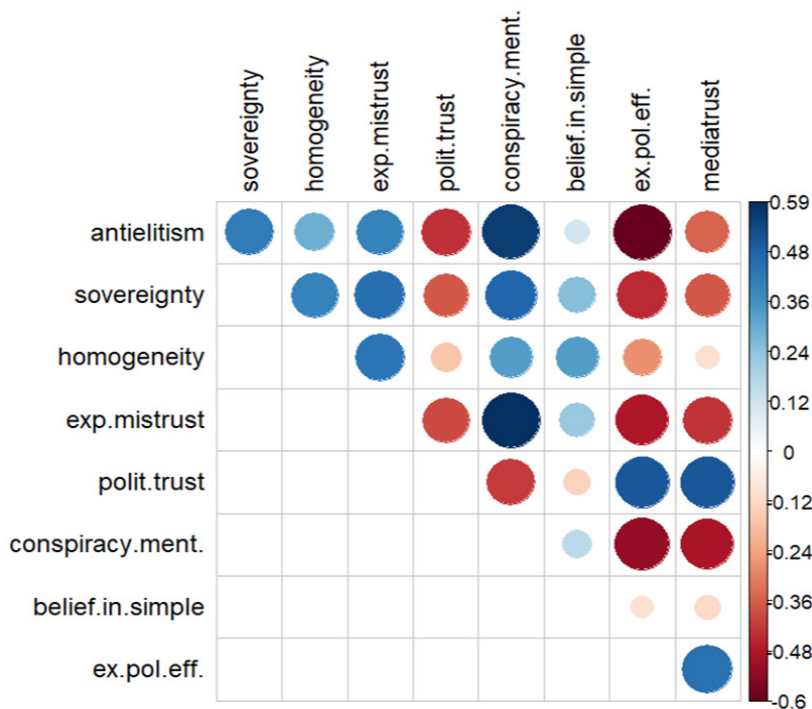 sovereignty
homogeneity
exp.mistrust
polit.trust
conspiracy.ment.
belief.in.simple
ex.pol.eff.
mediatrust
antielitism
sovereignty
homogeneity
exp.mistrust
polit.trust
conspiracy.ment.
belief.in.simple
ex.pol.eff.
0.59
0.48
0.36
0.24
0.12
0
-0.12
-0.24
-0.36
-0.48
-0.6